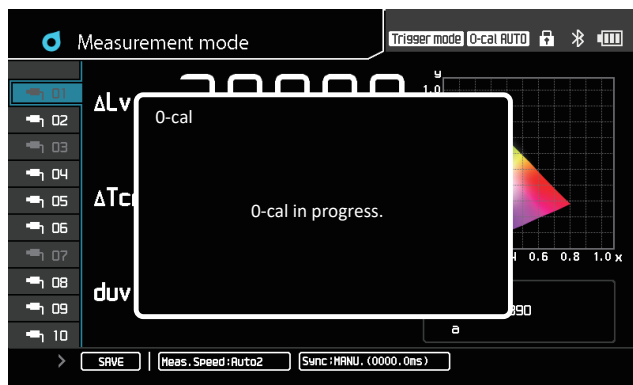 Measurement mode
Trigger mode 0-cal AUTO
01
02
03
04
05
06
07
08
09
10
ΔLv
duv
0-cal
0-cal in progress.
y
1.0
0.6 0.8 1.0 x
a
> SAVE Meas.Speed:Auto2 Sync:MANU.(0000.0ms)